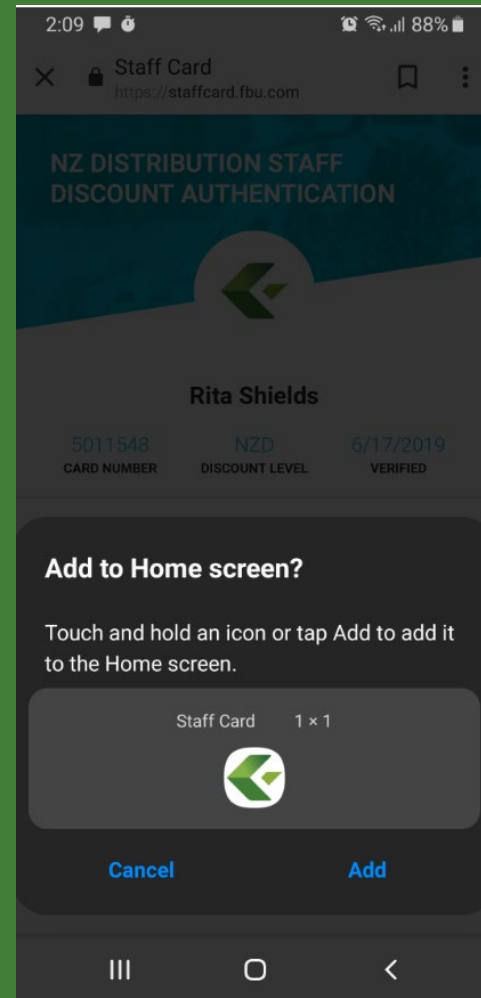 2:09 88%
Staff Card
https://staffcard.fbu.com
NZ DISTRIBUTION STAFF
DISCOUNT AUTHENTICATION
Rita Shields
5011548 NZD 6/17/2019
CARD NUMBER DISCOUNT LEVEL VERIFIED
Add to Home screen?
Touch and hold an icon or tap Add to add it
to the Home screen.
Staff Card 1 × 1
Cancel Add